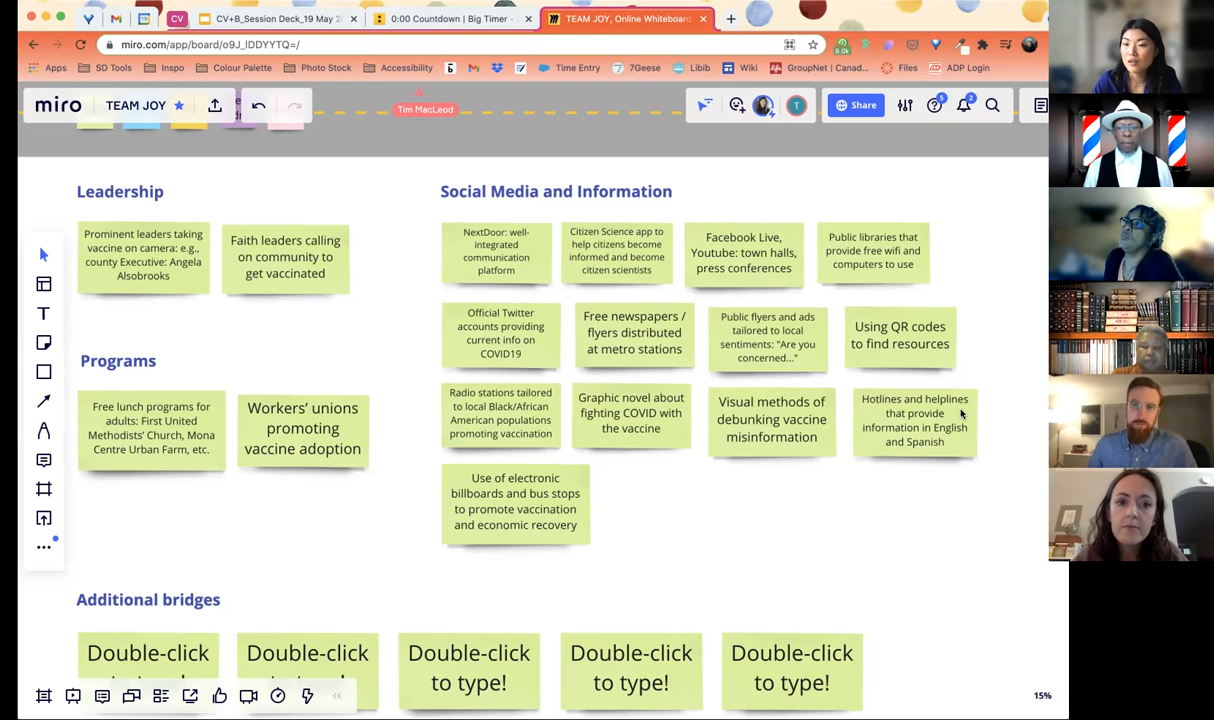 CV
CV+B_Session Deck_19 May 2
0:00 Countdown | Big Timer -
TEAM JOY, Online Whiteboard
miro.com/app/board/o9J_lDDYYTQ=/
9.0k
Apps
SD Tools
Inspo
Colour Palette
Photo Stock
Accessibility
Time Entry
7Geese
Libib
Wiki
GroupNet | Canad...
Files
ADP Login
miro
TEAM JOY
Tim MacLeod
T
Share
5
2
Leadership
Prominent leaders taking
vaccine on camera: e.g.,
county Executive: Angela
Alsobrooks
Faith leaders calling
on community to
get vaccinated
Programs
Free lunch programs for
adults: First United
Methodists' Church, Mona
Centre Urban Farm, etc.
Workers' unions
promoting
vaccine adoption
Social Media and Information
NextDoor: well-
integrated
communication
platform
Citizen Science app to
help citizens become
informed and become
citizen scientists
Facebook Live,
Youtube: town halls,
press conferences
Public libraries that
provide free wifi and
computers to use
Official Twitter
accounts providing
current info on
COVID19
Free newspapers /
flyers distributed
at metro stations
Public flyers and ads
tailored to local
sentiments: "Are you
concerned..."
Using QR codes
to find resources
Radio stations tailored
to local Black/African
American populations
promoting vaccination
Graphic novel about
fighting COVID with
the vaccine
Visual methods of
debunking vaccine
misinformation
Hotlines and helplines
that provide
information in English
and Spanish
Use of electronic
billboards and bus stops
to promote vaccination
and economic recovery
Additional bridges
Double-click
Double-click
Double-click
to type!
Double-click
to type!
Double-click
to type!
15%